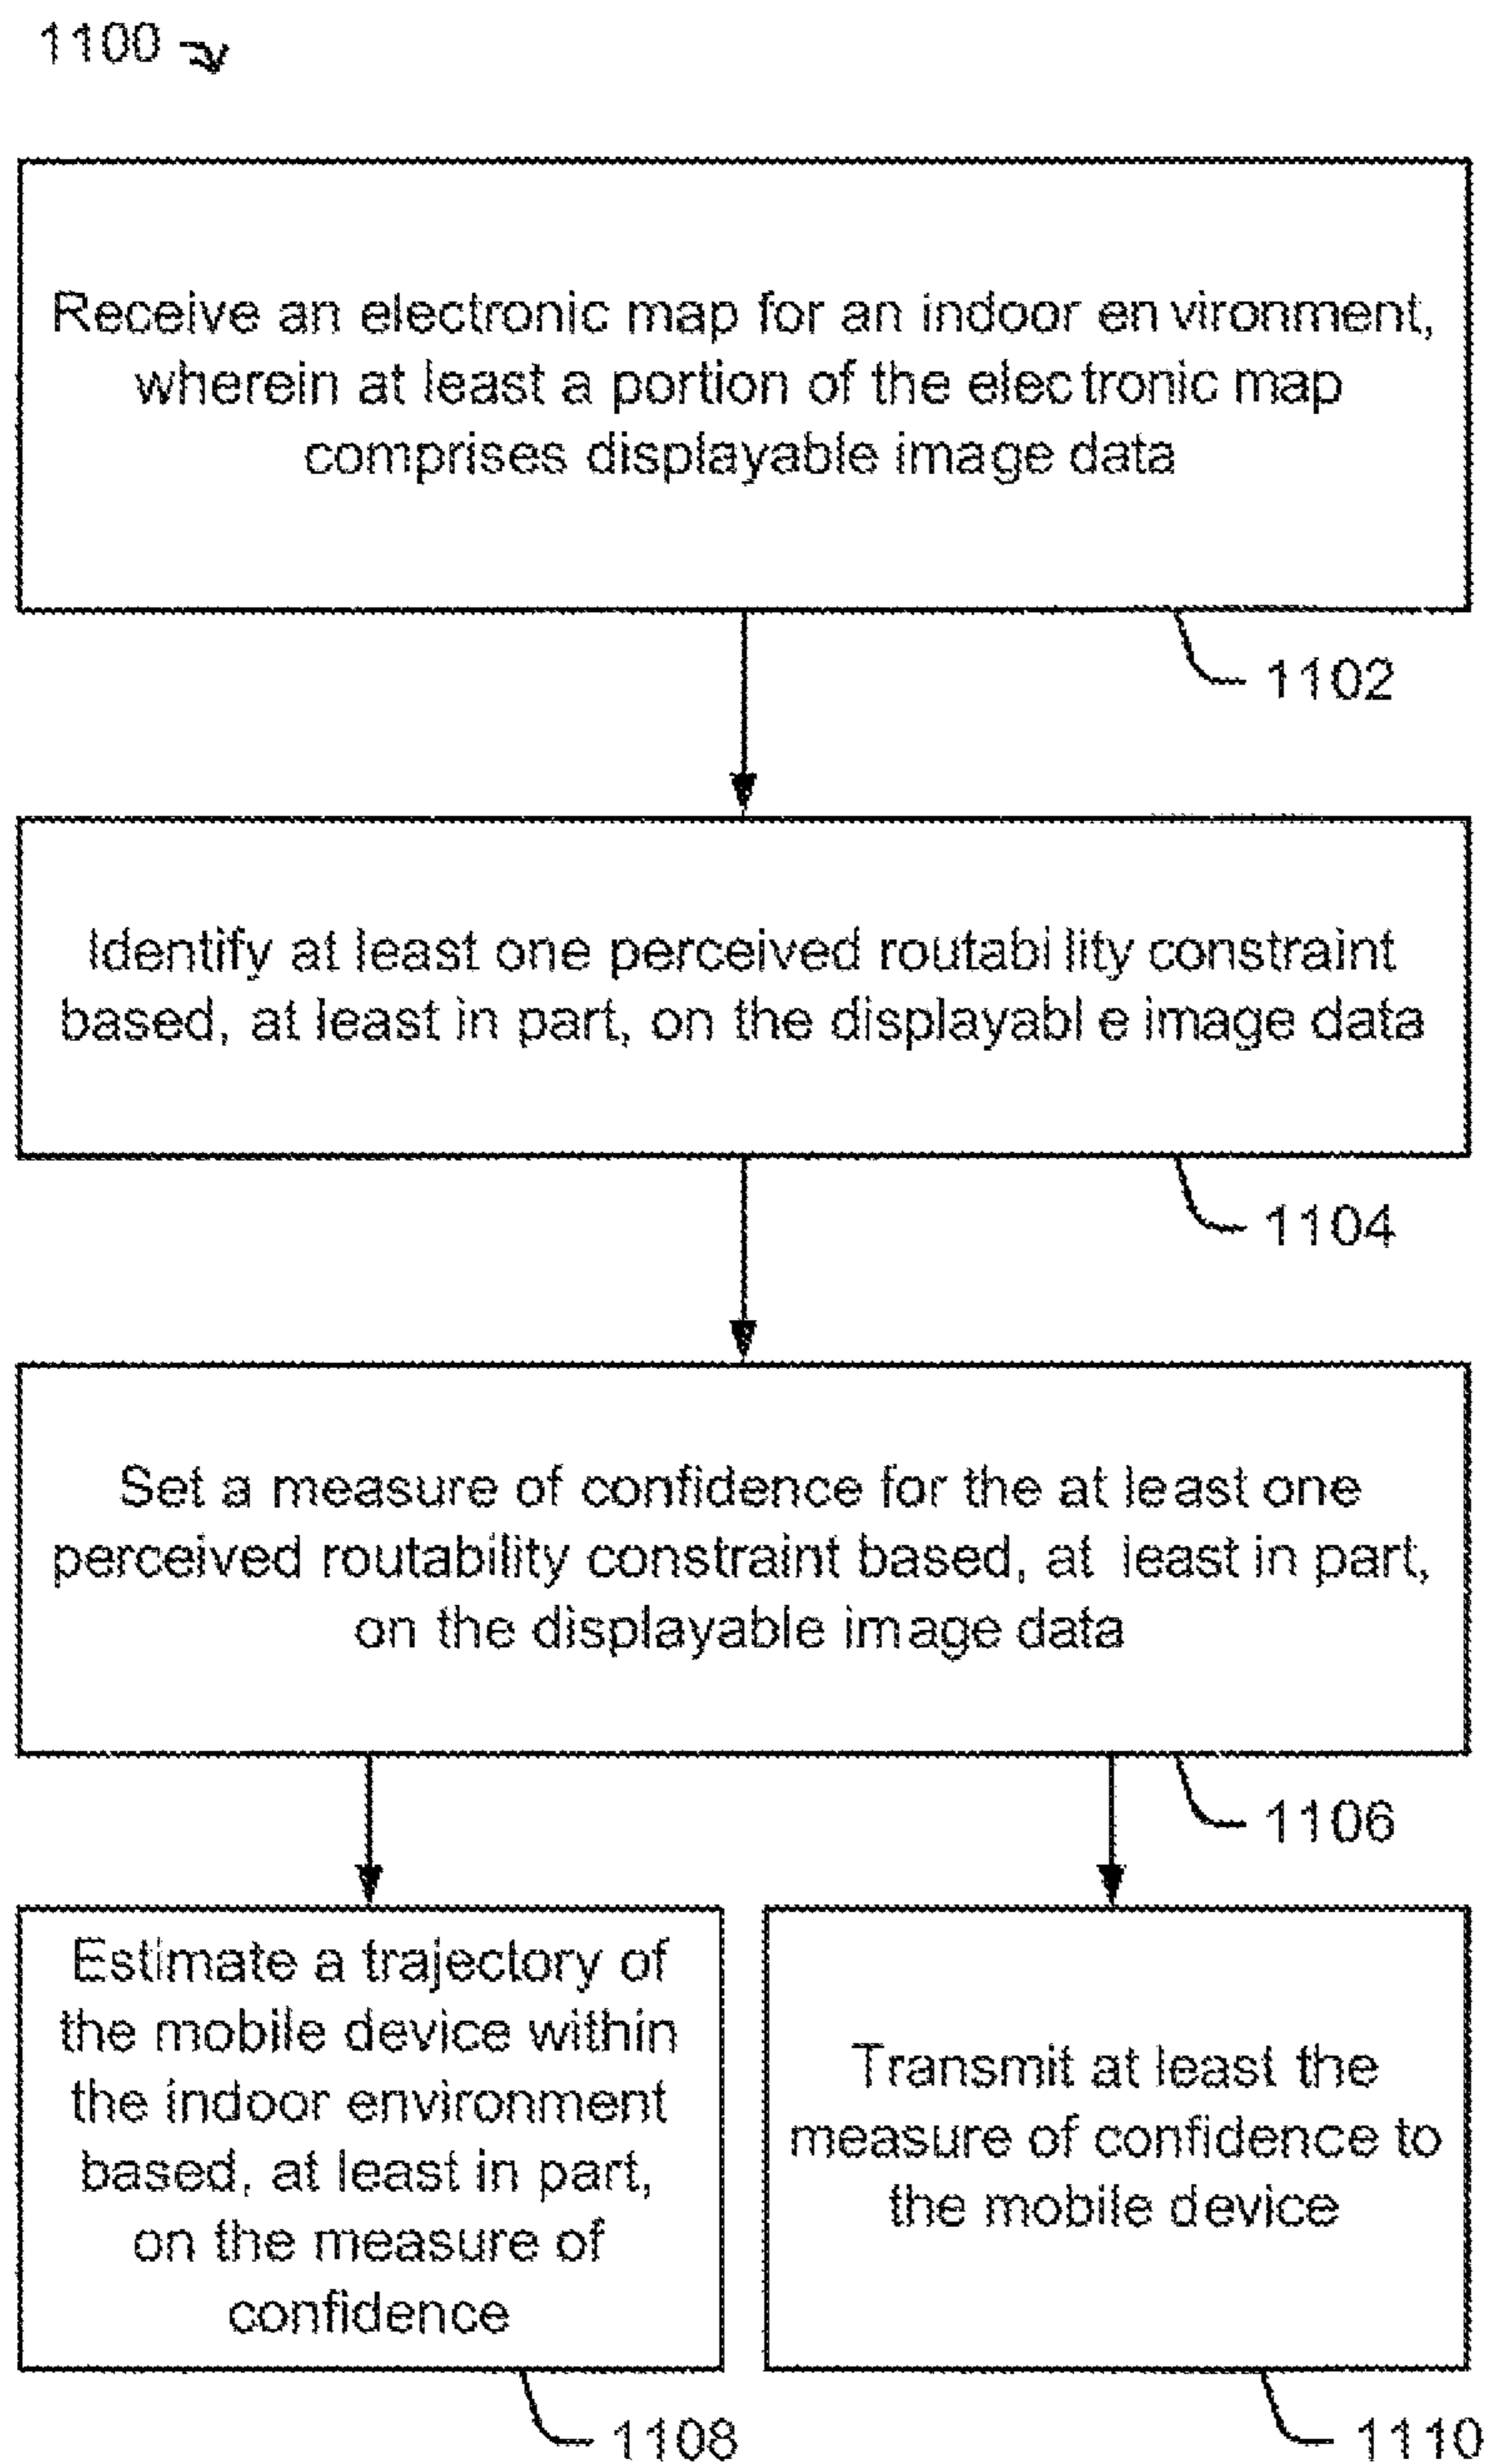 1100
Receive an electronic map for an indoor environment,
wherein at least a portion of the electronic map
comprises displayable image data
1102
Identify at least one perceived routability constraint
based, at least in part, on the displayable image data
1104
Set a measure of confidence for the at least one
perceived routability constraint based, at least in part,
on the displayable image data
1106
Estimate a trajectory of
the mobile device within
the indoor environment
based, at least in part,
on the measure of
confidence
1108
Transmit at least the
measure of confidence to
the mobile device
1110